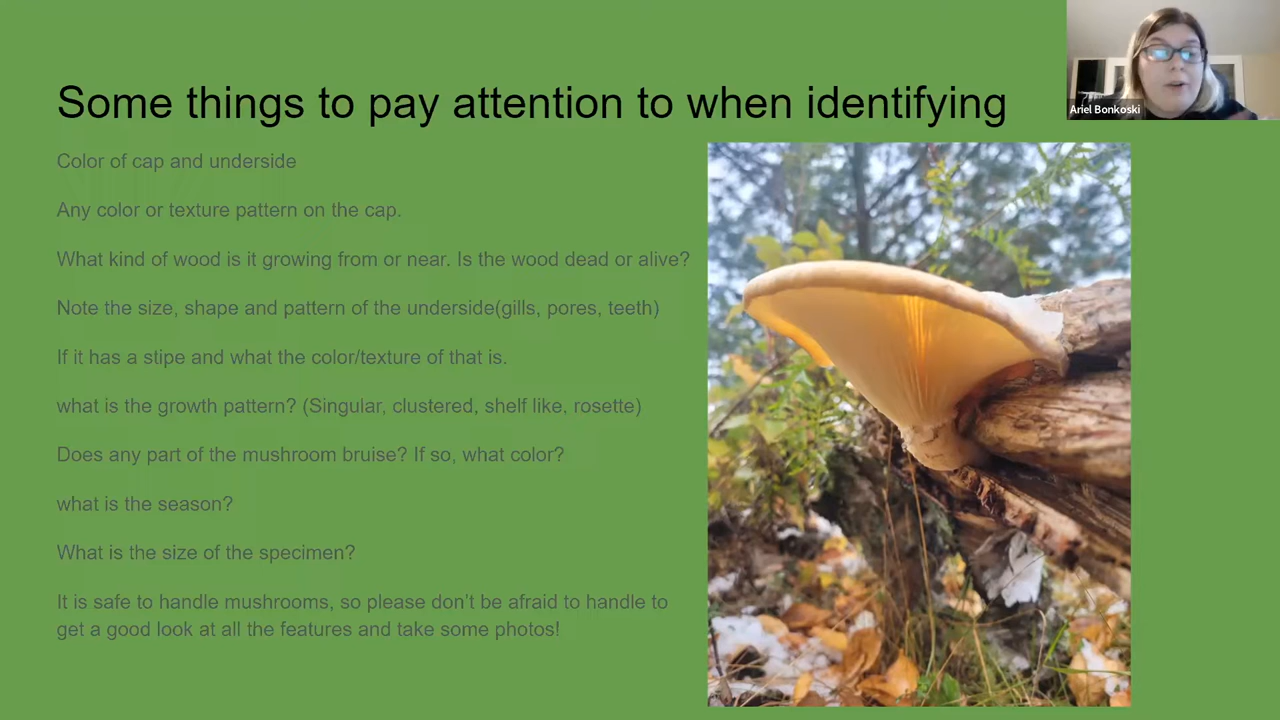 Some things to pay attention to when identifying
Ariel Bonkoski
Color of cap and underside
Any color or texture pattern on the cap.
What kind of wood is it growing from or near. Is the wood dead or alive?
Note the size, shape and pattern of the underside(gills, pores, teeth)
If it has a stipe and what the color/texture of that is.
what is the growth pattern? (Singular, clustered, shelf like, rosette)
Does any part of the mushroom bruise? If so, what color?
what is the season?
What is the size of the specimen?
It is safe to handle mushrooms, so please don’t be afraid to handle to
get a good look at all the features and take some photos!